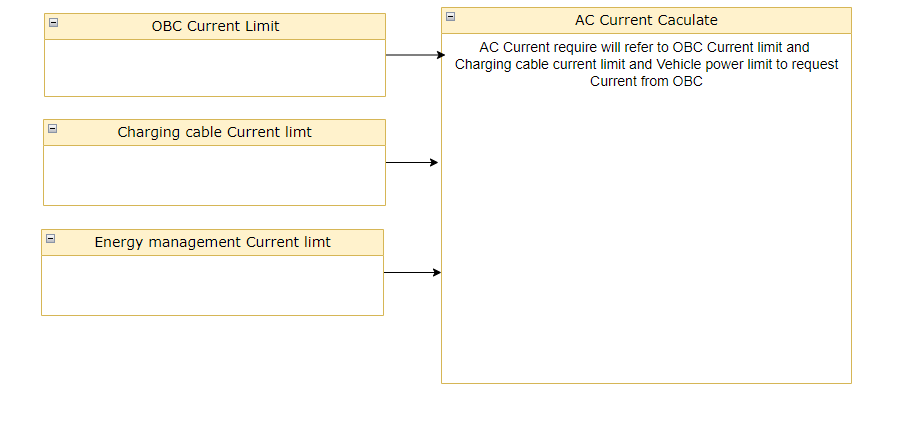 OBC Current Limit
AC Current Caculate
AC Current require will refer to OBC Current limit and
Charging cable current limit and Vehicle power limit to request
Current from OBC
Charging cable Current limt
Energy management Current limt